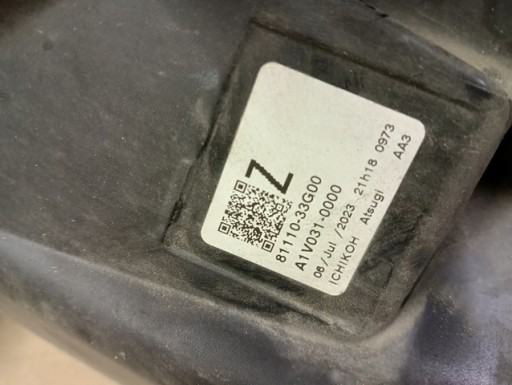 Z
81110-33G00
A1V031-0000
06/Jul /2023 21h18 0973
ICHIKOH Atsugi AA3